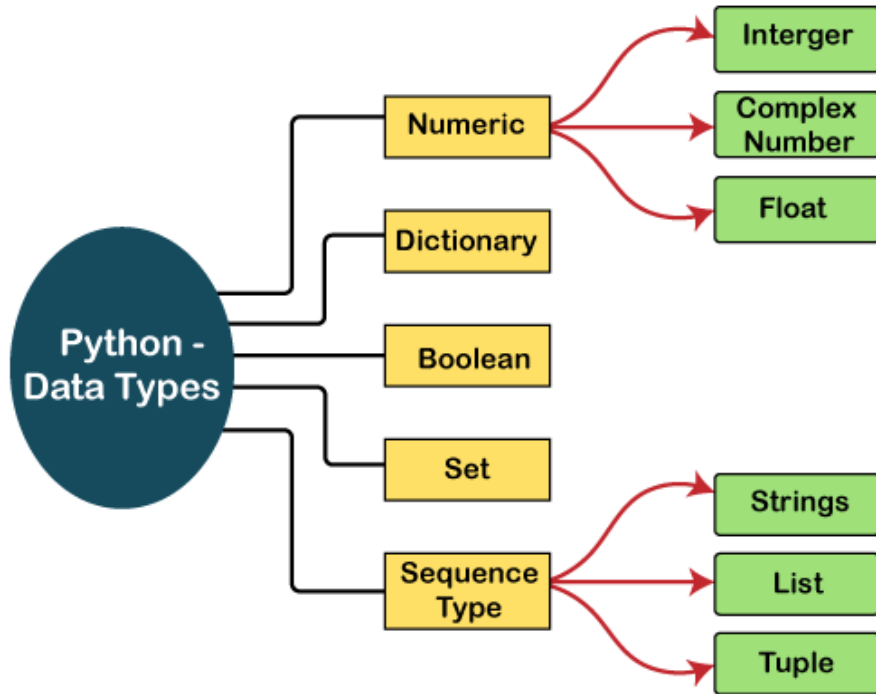 Python -
Data Types
Numeric
Dictionary
Boolean
Set
Sequence
Type
Interger
Complex
Number
Float
Strings
List
Tuple